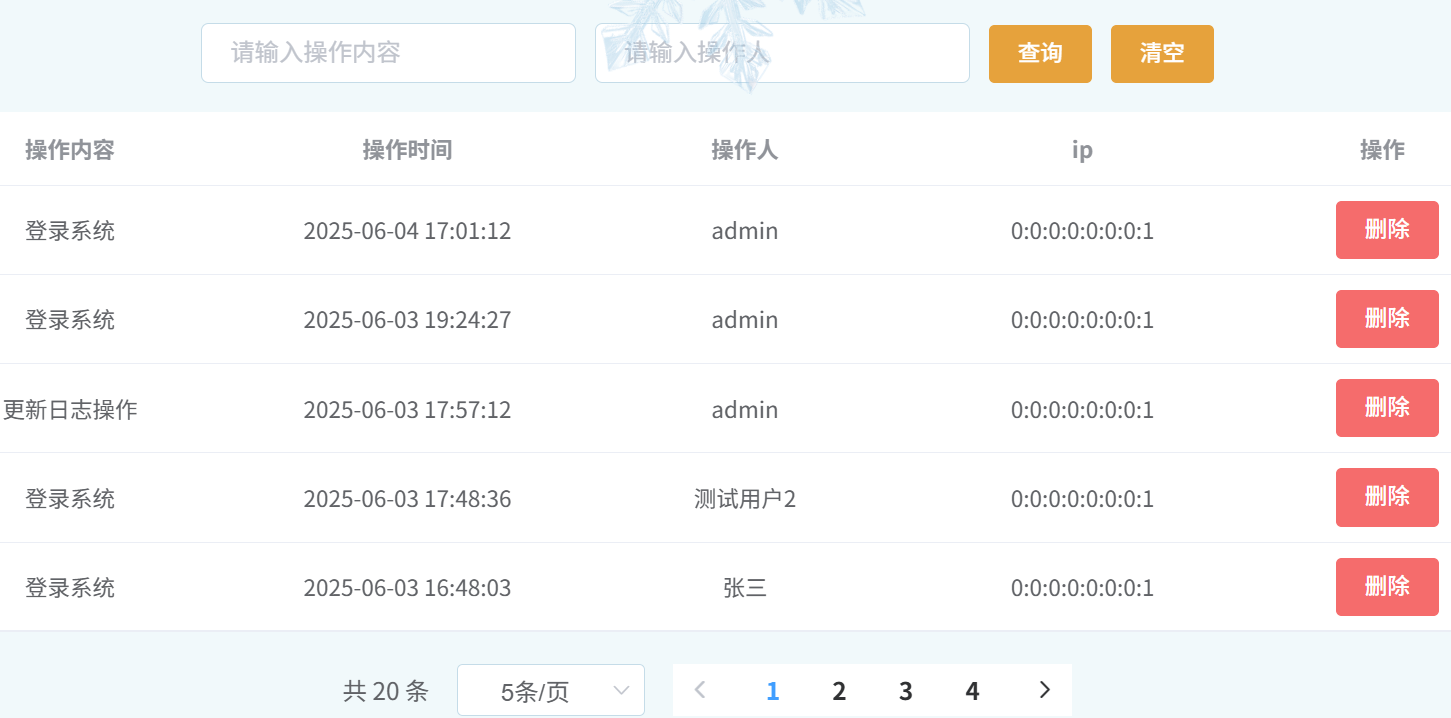 请输入操作内容 请输入操作人 查询 清空
操作内容 操作时间 操作人 ip 操作
登录系统 2025-06-04 17:01:12 admin 0:0:0:0:0:0:0:1 删除
登录系统 2025-06-03 19:24:27 admin 0:0:0:0:0:0:0:1 删除
更新日志操作 2025-06-03 17:57:12 admin 0:0:0:0:0:0:0:1 删除
登录系统 2025-06-03 17:48:36 测试用户2 0:0:0:0:0:0:0:1 删除
登录系统 2025-06-03 16:48:03 张三 0:0:0:0:0:0:0:1 删除
共 20 条 5条/页 1 2 3 4